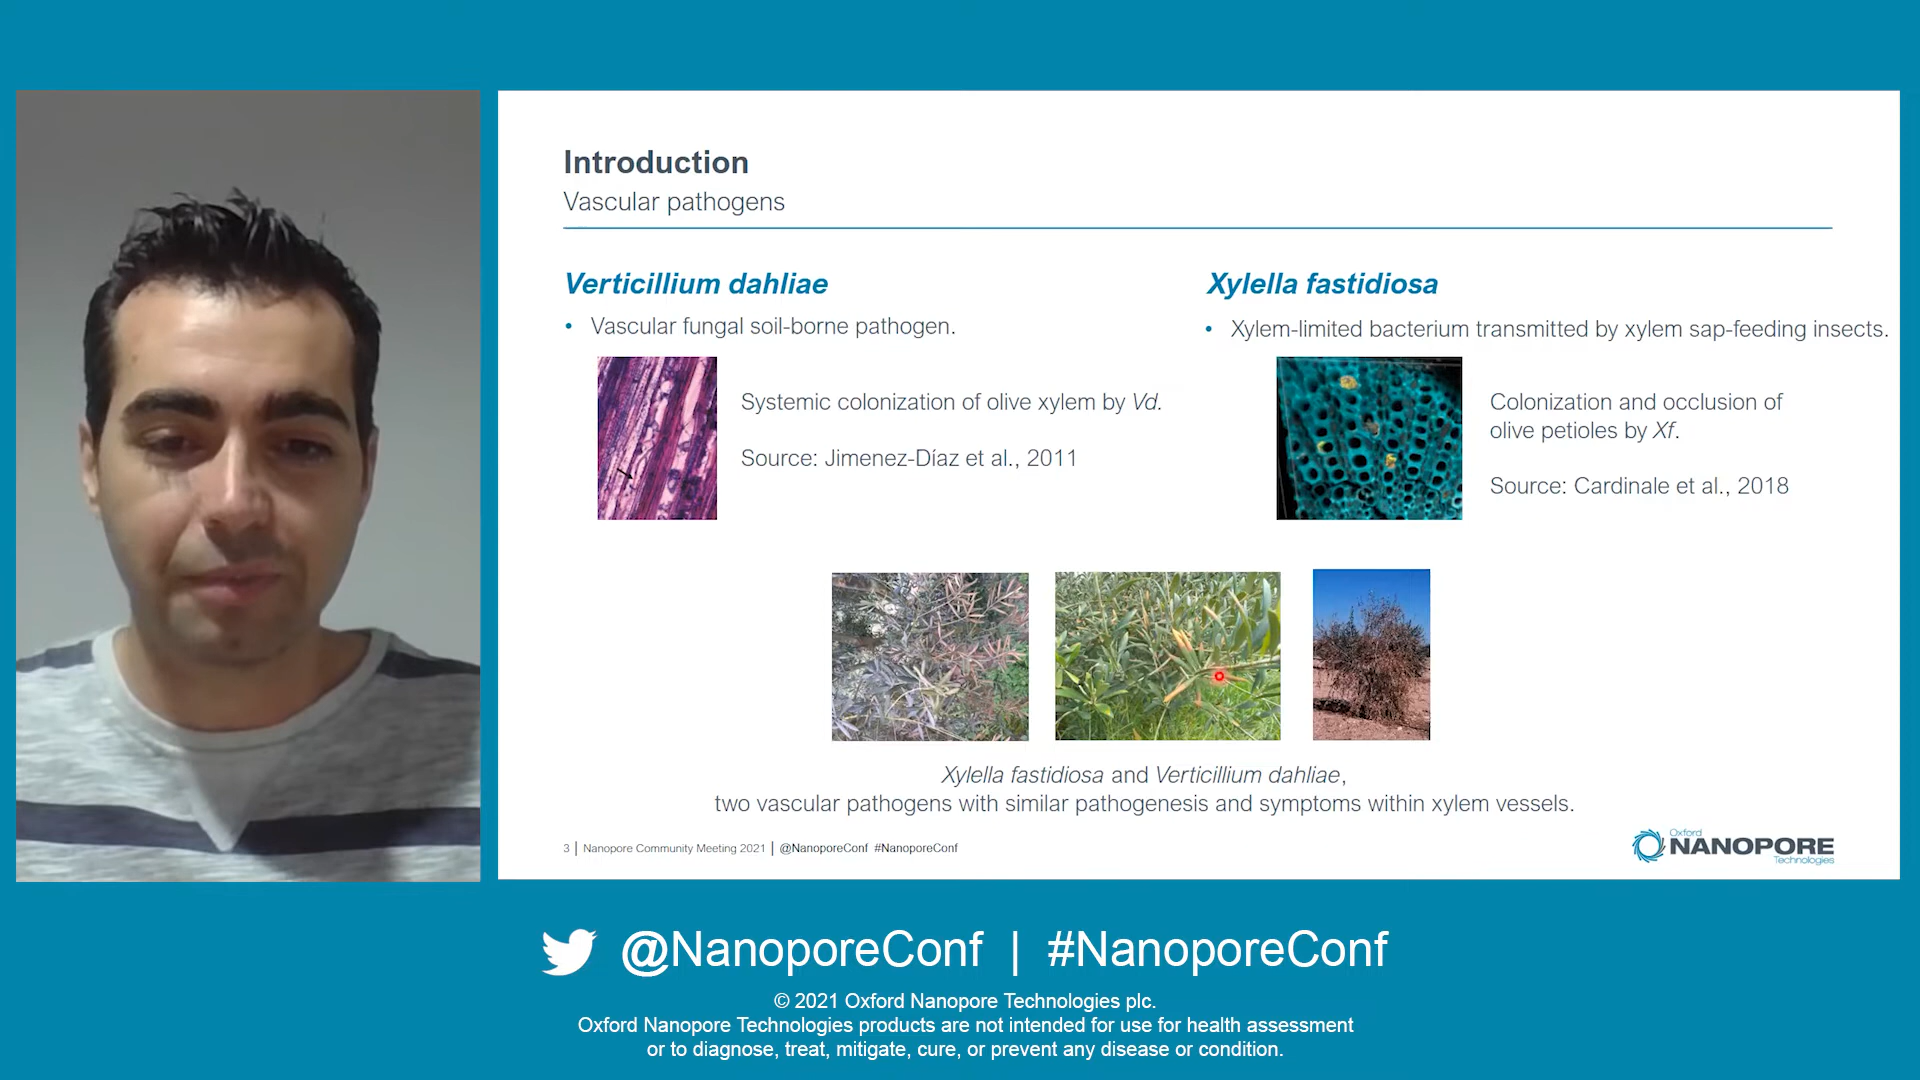 Introduction
Vascular pathogens
Verticillium dahliae
• Vascular fungal soil-borne pathogen.
Systemic colonization of olive xylem by Vd.
Source: Jimenez-Díaz et al., 2011
Xylella fastidiosa
• Xylem-limited bacterium transmitted by xylem sap-feeding insects.
Colonization and occlusion of
olive petioles by Xf.
Source: Cardinale et al., 2018
Xylella fastidiosa and Verticillium dahliae,
two vascular pathogens with similar pathogenesis and symptoms within xylem vessels.
3 | Nanopore Community Meeting 2021 | @NanoporeConf #NanoporeConf
Oxford
NANOPORE
Technologies
@NanoporeConf | #NanoporeConf
© 2021 Oxford Nanopore Technologies plc.
Oxford Nanopore Technologies products are not intended for use for health assessment
or to diagnose, treat, mitigate, cure, or prevent any disease or condition.